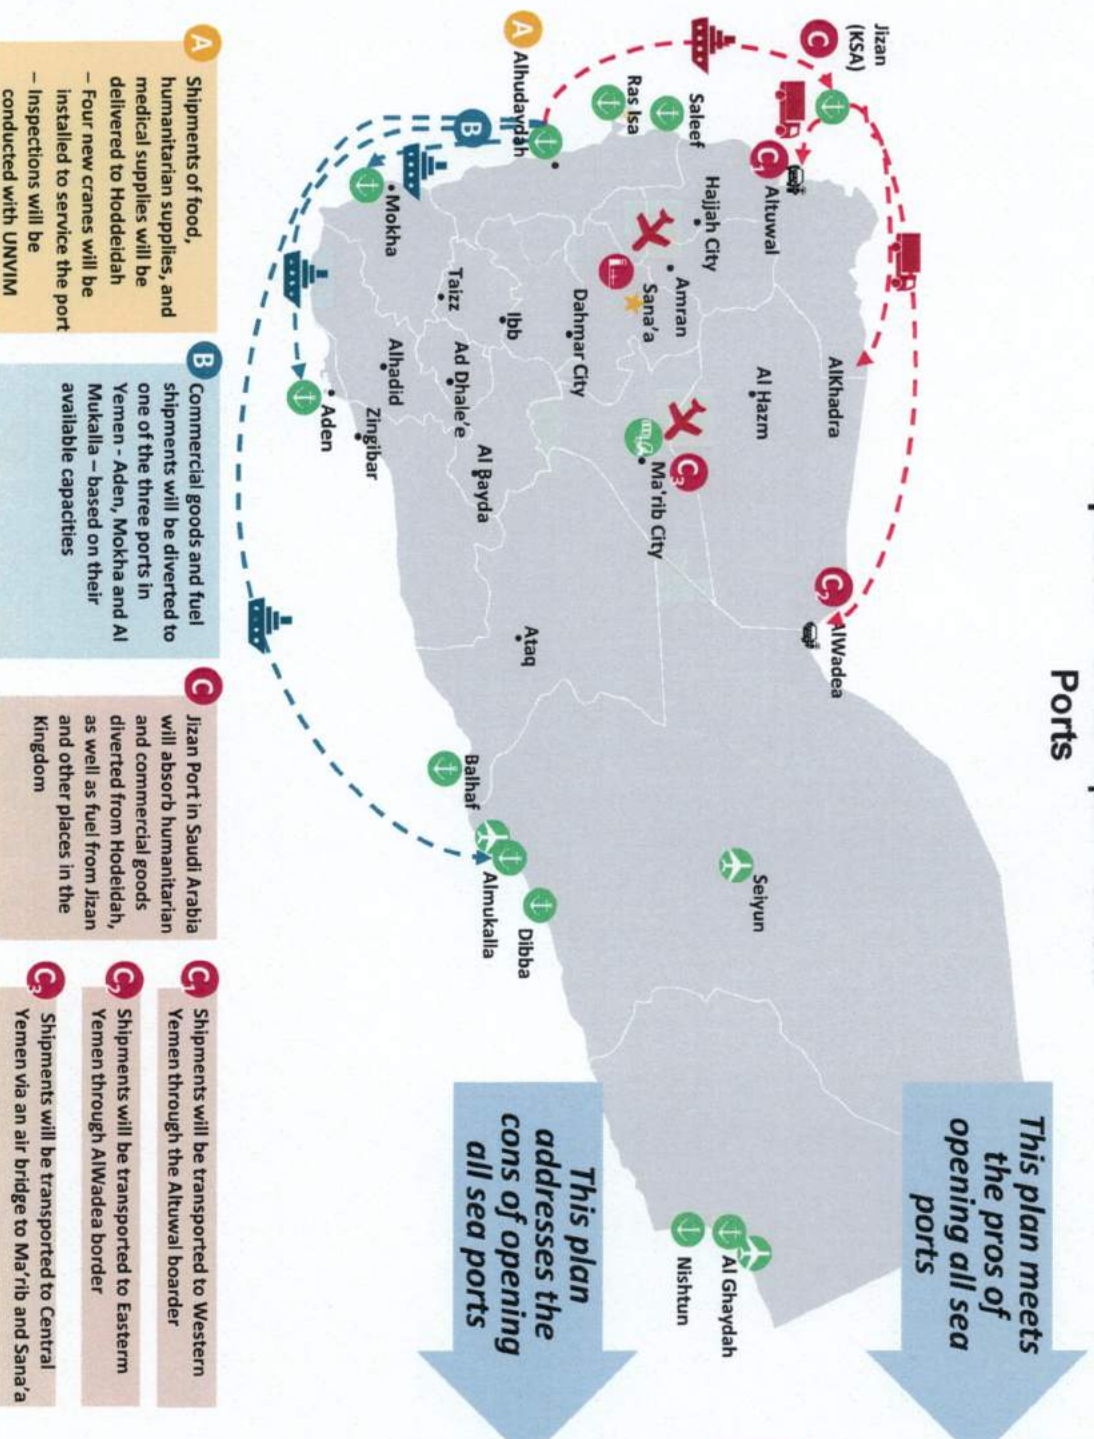 Ports
Jizan
(KSA)
C
A
Alhudaydah
B
Ras Isa
Saleef
C1
Altuwal
Hajjah City
Amran
Sana'a
AlKhadra
Al Hazm
C3
Ma'rib City
C2
AlWadea
Dahmar City
Ibb
Taizz
Mokha
Ad Dhale'e
Alhadid
Al Bayda
Zingibar
Aden
Ataq
Balhaf
Almukalla
Dibba
Seiyun
Al Ghaydah
Nishtun
This plan meets
the pros of
opening all sea
ports
This plan
addresses the
cons of opening
all sea ports
A
Shipments of food,
humanitarian supplies, and
medical supplies will be
delivered to Hoddeidah
– Four new cranes will be
installed to service the port
– Inspections will be
conducted with UNVIM
B
Commercial goods and fuel
shipments will be diverted to
one of the three ports in
Yemen - Aden, Mokha and Al
Mukalla – based on their
available capacities
C
Jizan Port in Saudi Arabia
will absorb humanitarian
and commercial goods
diverted from Hodeidah,
as well as fuel from Jizan
and other places in the
Kingdom
C1
Shipments will be transported to Western
Yemen through the Altuwal boarder
C2
Shipments will be transported to Easterm
Yemen through AlWadea border
C3
Shipments will be transported to Central
Yemen via an air bridge to Ma'rib and Sana'a